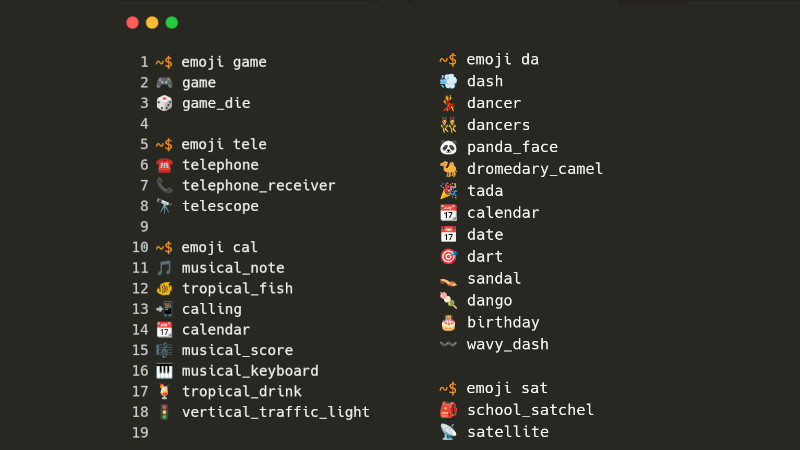 1 ~$ emoji game
2 🎮 game
3 🎲 game_die
4
5 ~$ emoji tele
6 ☎️ telephone
7 📞 telephone_receiver
8 🔭 telescope
9
10 ~$ emoji cal
11 🎵 musical_note
12 🐠 tropical_fish
13 📲 calling
14 📆 calendar
15 🎼 musical_score
16 🎹 musical_keyboard
17 🍹 tropical_drink
18 🚦 vertical_traffic_light
19
~$ emoji da
💨 dash
💃 dancer
👯 dancers
🐼 panda_face
🐪 dromedary_camel
🎉 tada
📆 calendar
📅 date
🎯 dart
👡 sandal
🍡 dango
🎂 birthday
〰️ wavy_dash
~$ emoji sat
🎒 school_satchel
📡 satellite